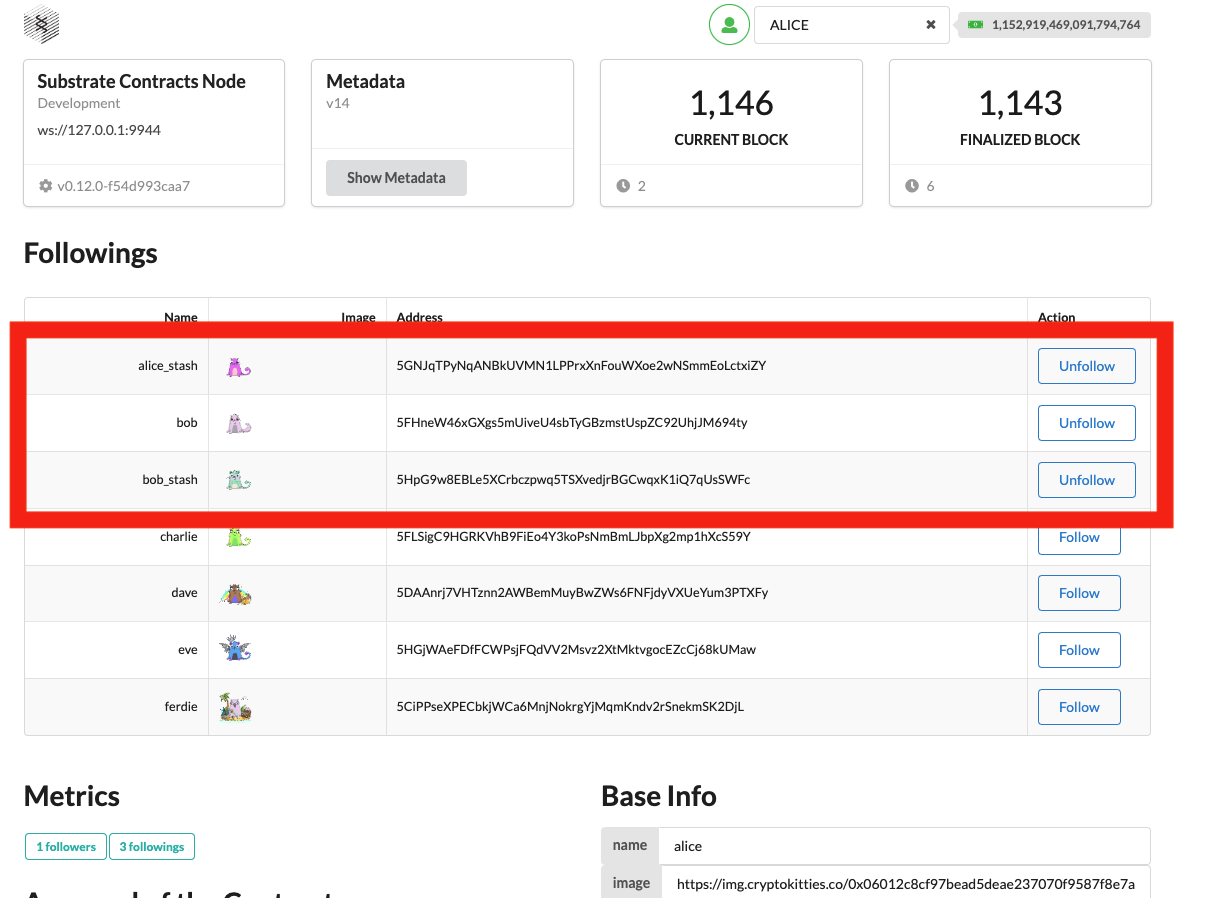 ALICE
1,152,919,469,091,794,764
Substrate Contracts Node
Development
ws://127.0.0.1:9944
v0.12.0-f54d993caa7
Metadata
v14
Show Metadata
1,146
CURRENT BLOCK
2
1,143
FINALIZED BLOCK
6
Followings
Name Image Address Action
alice_stash 5GNJqTPyNqANBkUVMN1LPPrxXnFouWXoe2wNSmmEoLctxiZY Unfollow
bob 5FHneW46xGXgs5mUiveU4sbTyGBzmstUspZC92UhjJM694ty Unfollow
bob_stash 5HpG9w8EBLe5XCrbczpwq5TSXvedjrBGCwqxK1iQ7qUsSWFc Unfollow
charlie 5FLSigC9HGRKVhB9FiEo4Y3koPsNmBmLJbpXg2mp1hXcS59Y Follow
dave 5DAAnrj7VHTznn2AWBemMuyBwZWs6FNFjdyVXUeYum3PTXFy Follow
eve 5HGjWAeFDfFCWPsjFQdVV2Msvz2XtMktvgocEZcCj68kUMaw Follow
ferdie 5CiPPseXPECbkjWCa6MnjNokrgYjMqmKndv2rSnekmSK2DjL Follow
Metrics
1 followers 3 followings
Base Info
name alice
image https://img.cryptokitties.co/0x06012c8cf97bead5deae237070f9587f8e7a